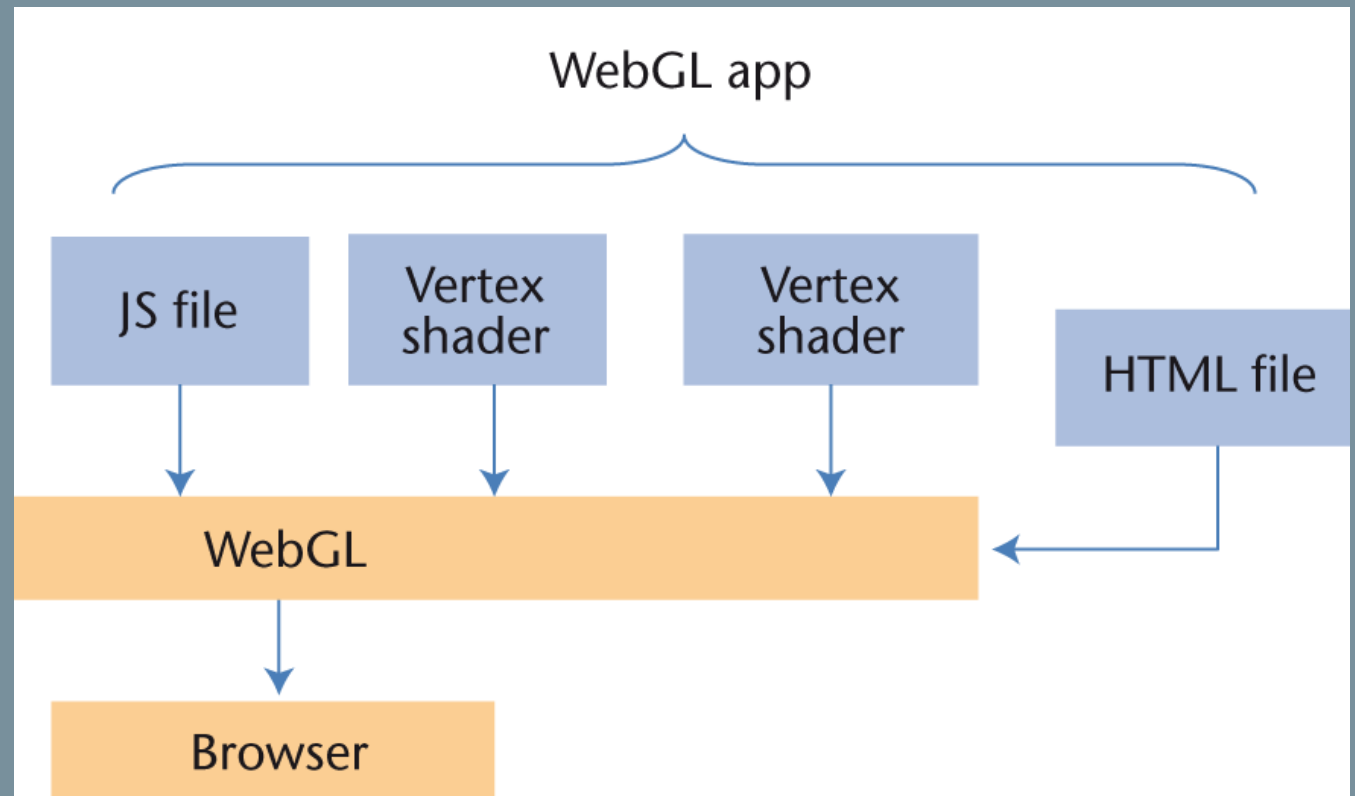 WebGL app
JS file
Vertex
shader
Vertex
shader
HTML file
WebGL
Browser